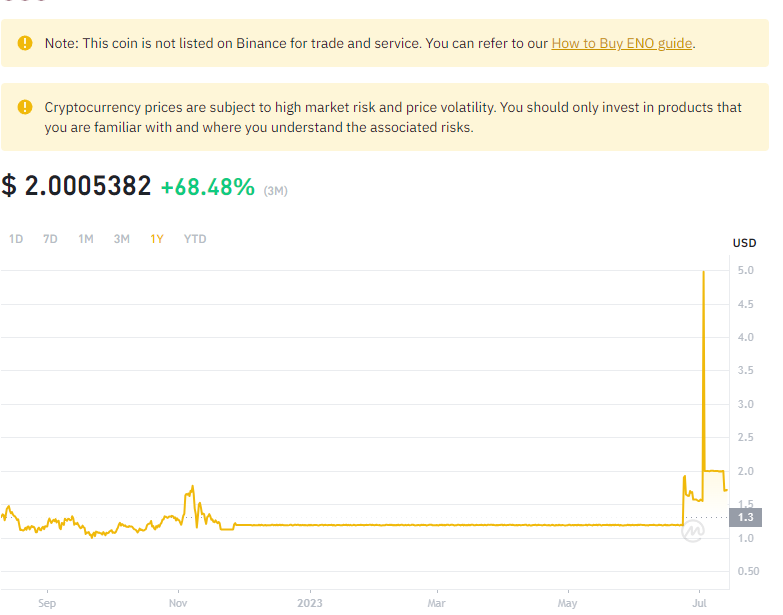 Note: This coin is not listed on Binance for trade and service. You can refer to our How to Buy ENO guide.
Cryptocurrency prices are subject to high market risk and price volatility. You should only invest in products that
you are familiar with and where you understand the associated risks.
$ 2.0005382 +68.48% (3M)
1D 7D 1M 3M 1Y YTD
USD
5.0
4.5
4.0
3.5
3.0
2.5
2.0
1.5
1.3
1.0
0.50
Sep Nov 2023 Mar May Jul